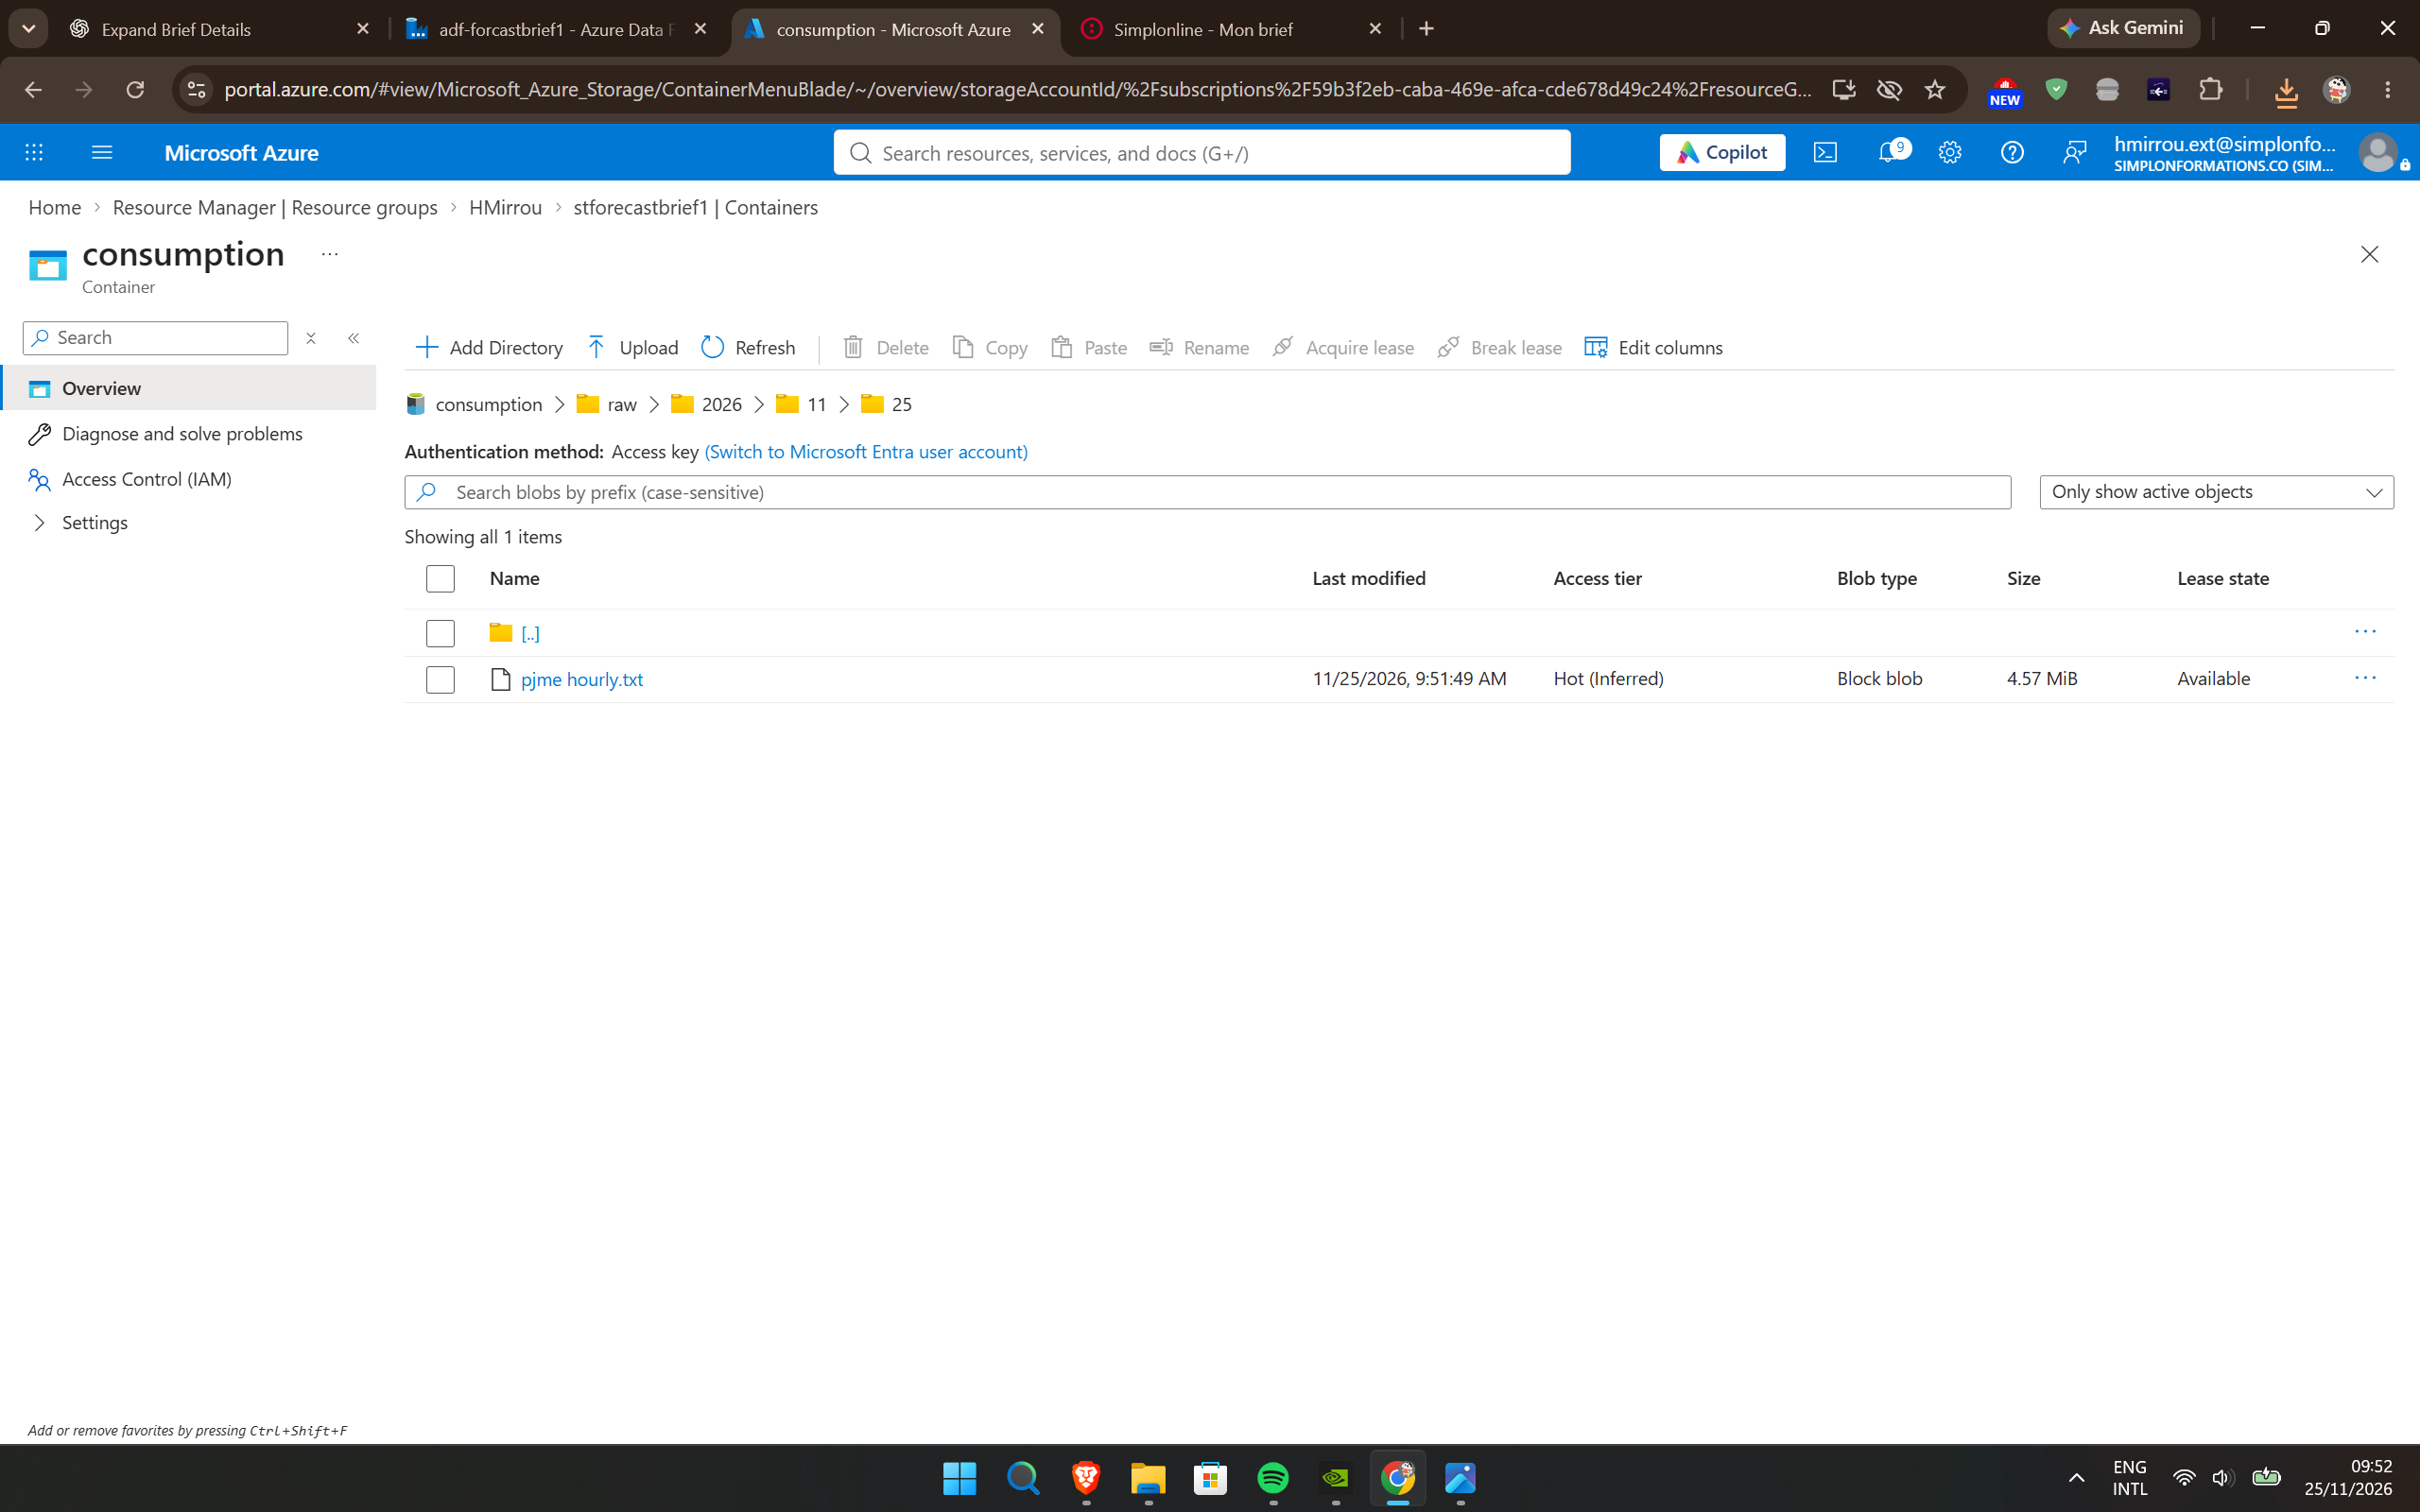 Expand Brief Details
adf-forcastbrief1 - Azure Data F
consumption - Microsoft Azure
Simplonline - Mon brief
Ask Gemini
portal.azure.com/#view/Microsoft_Azure_Storage/ContainerMenuBlade/~/overview/storageAccountId/%2Fsubscriptions%2F59b3f2eb-caba-469e-afca-cde678d49c24%2FresourceG...
NEW
Microsoft Azure
Search resources, services, and docs (G+/)
Copilot
9
hmirrou.ext@simplonfo...
SIMPLONFORMATIONS.CO (SIM...
Home > Resource Manager | Resource groups > HMirrou > stforecastbrief1 | Containers
consumption ...
Container
Search
Add Directory Upload Refresh Delete Copy Paste Rename Acquire lease Break lease Edit columns
Overview
Diagnose and solve problems
Access Control (IAM)
Settings
consumption > raw > 2026 > 11 > 25
Authentication method: Access key (Switch to Microsoft Entra user account)
Search blobs by prefix (case-sensitive)
Only show active objects
Showing all 1 items
Name Last modified Access tier Blob type Size Lease state
[..] ...
pjme hourly.txt 11/25/2026, 9:51:49 AM Hot (Inferred) Block blob 4.57 MiB Available ...
Add or remove favorites by pressing Ctrl+Shift+F
ENG
INTL
09:52
25/11/2026